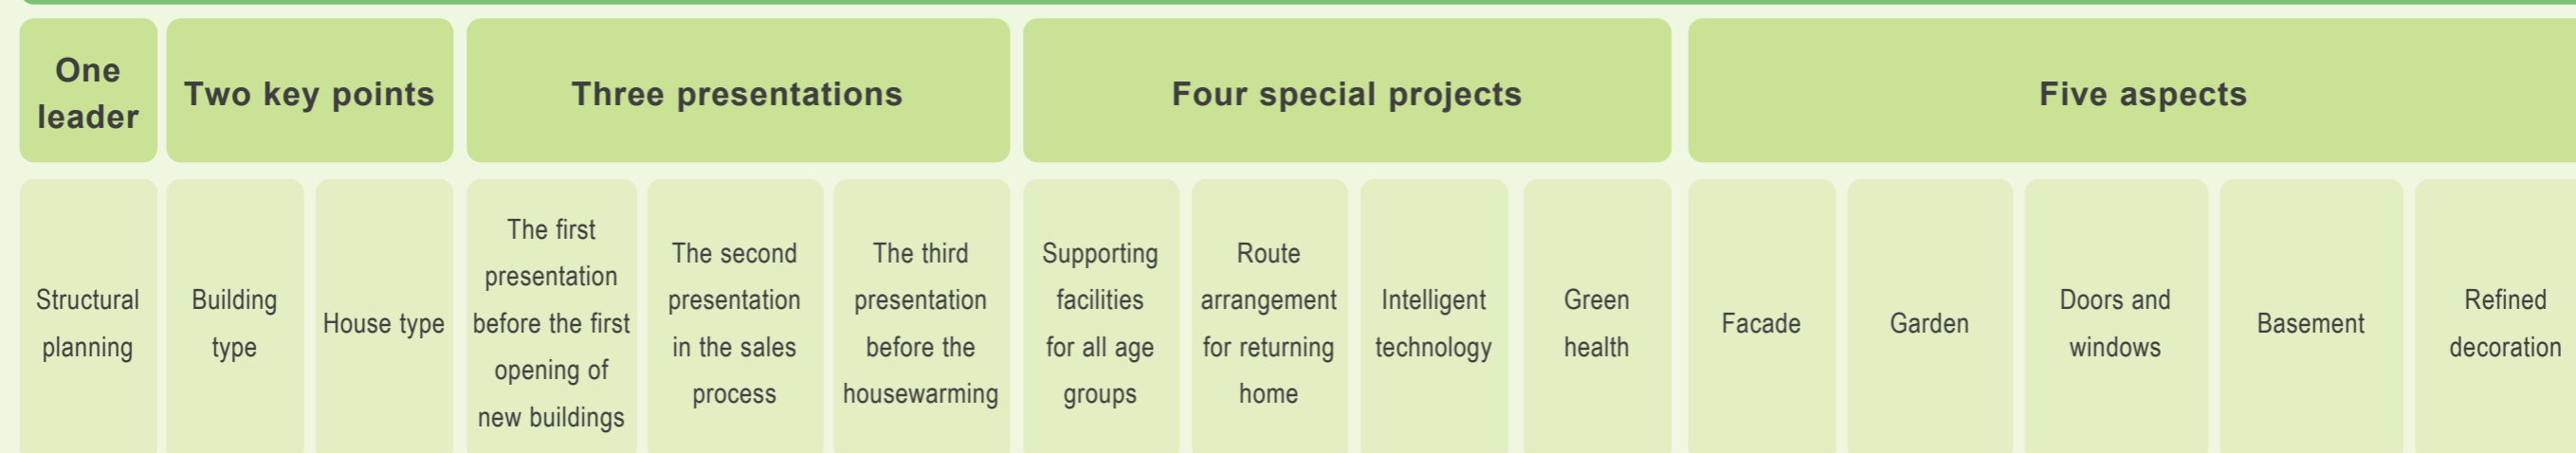 One
leader
Two key points
Three presentations
Four special projects
Five aspects
Structural
planning
Building
type
House type
The first
presentation
before the first
opening of
new buildings
The second
presentation
in the sales
process
The third
presentation
before the
housewarming
Supporting
facilities
for all age
groups
Route
arrangement
for returning
home
Intelligent
technology
Green
health
Facade
Garden
Doors and
windows
Basement
Refined
decoration